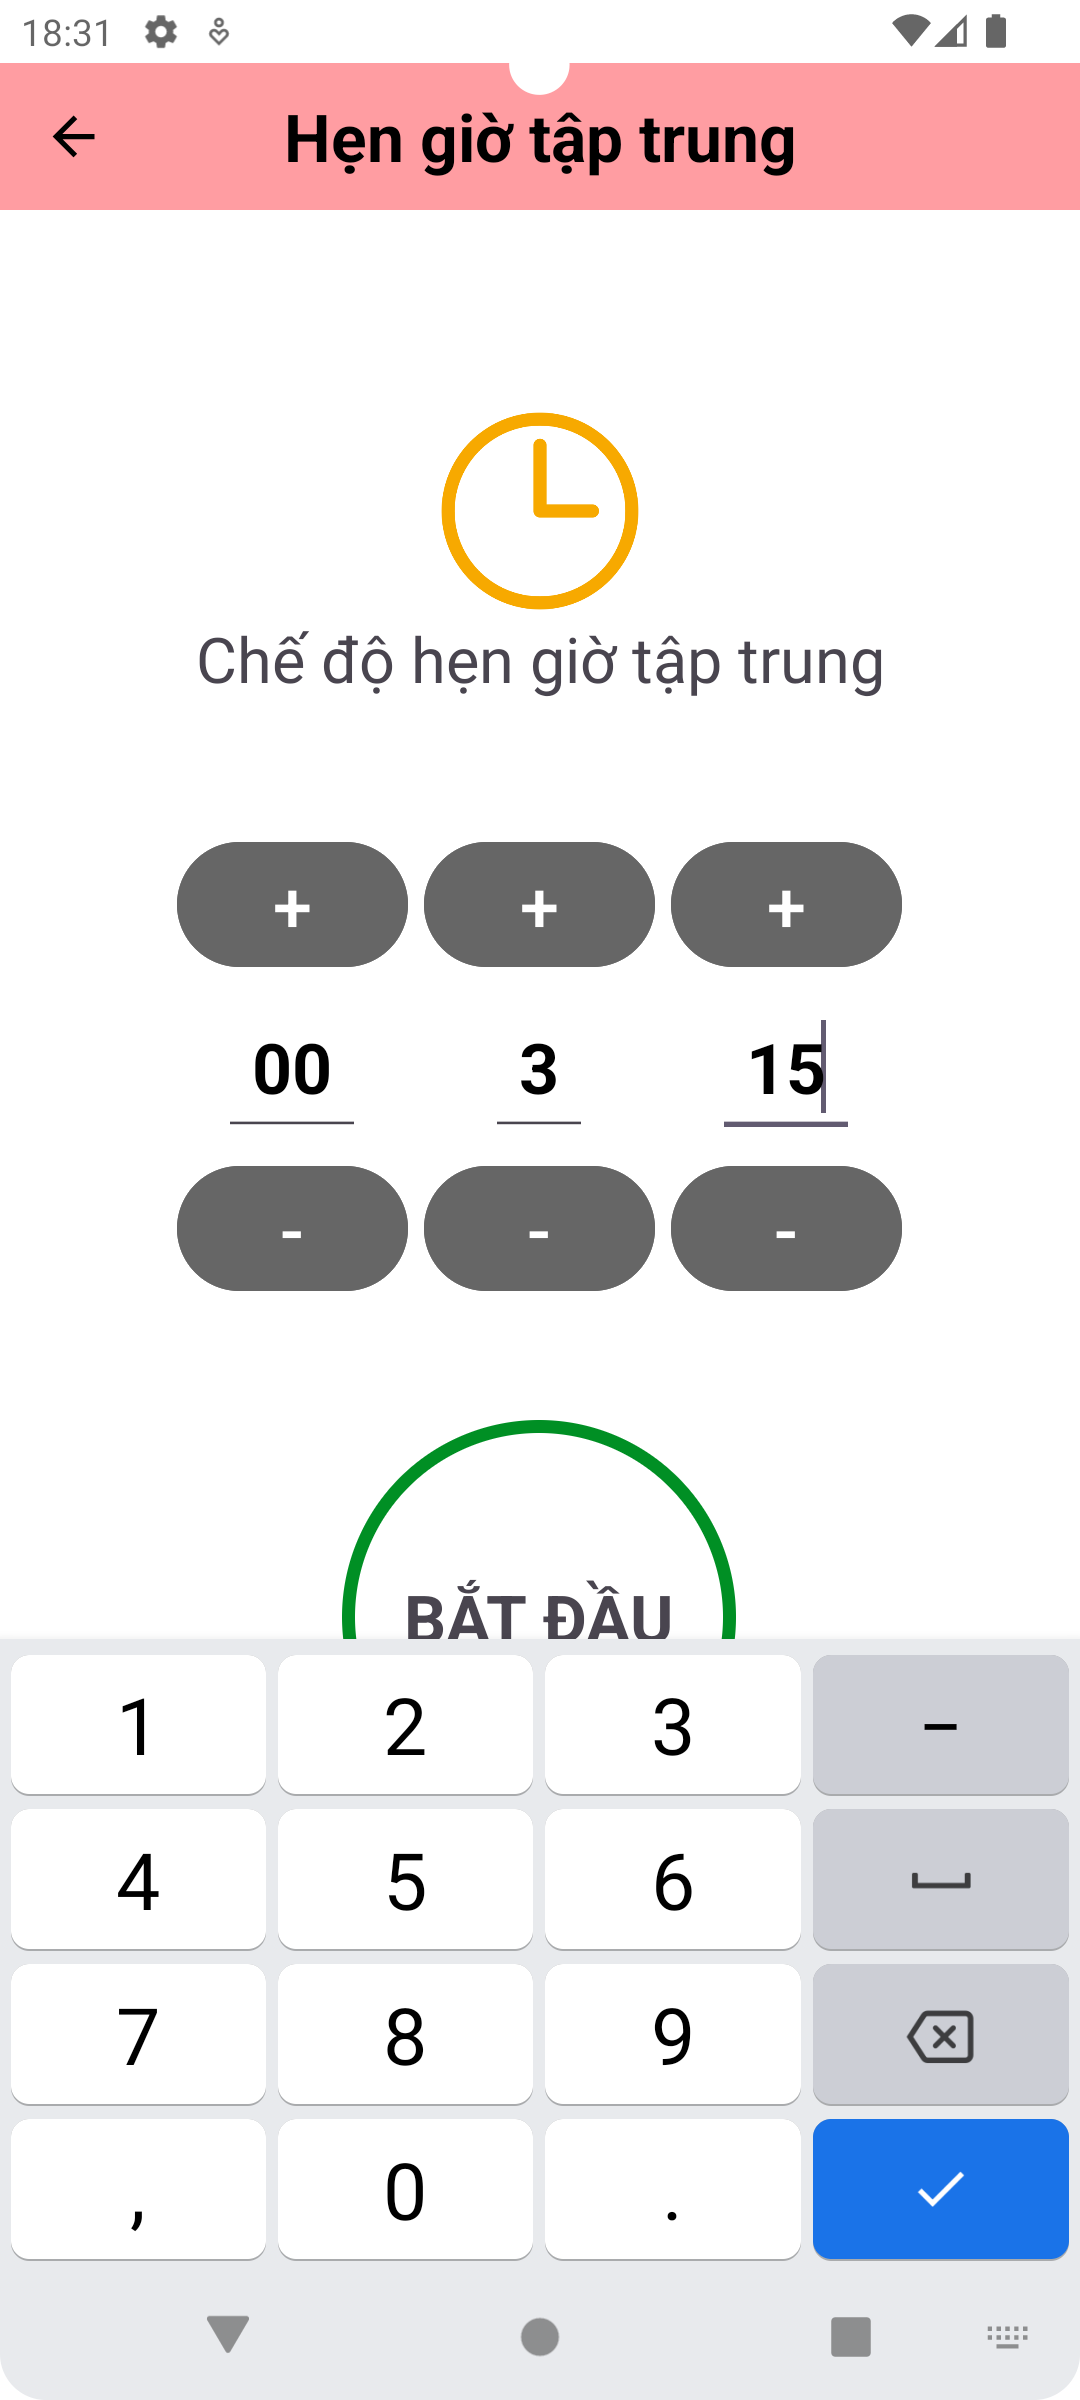 18:31
Hẹn giờ tập trung
Chế độ hẹn giờ tập trung
+ + +
00 3 15
- - -
BẮT ĐẦU
1 2 3 –
4 5 6
7 8 9
, 0 .